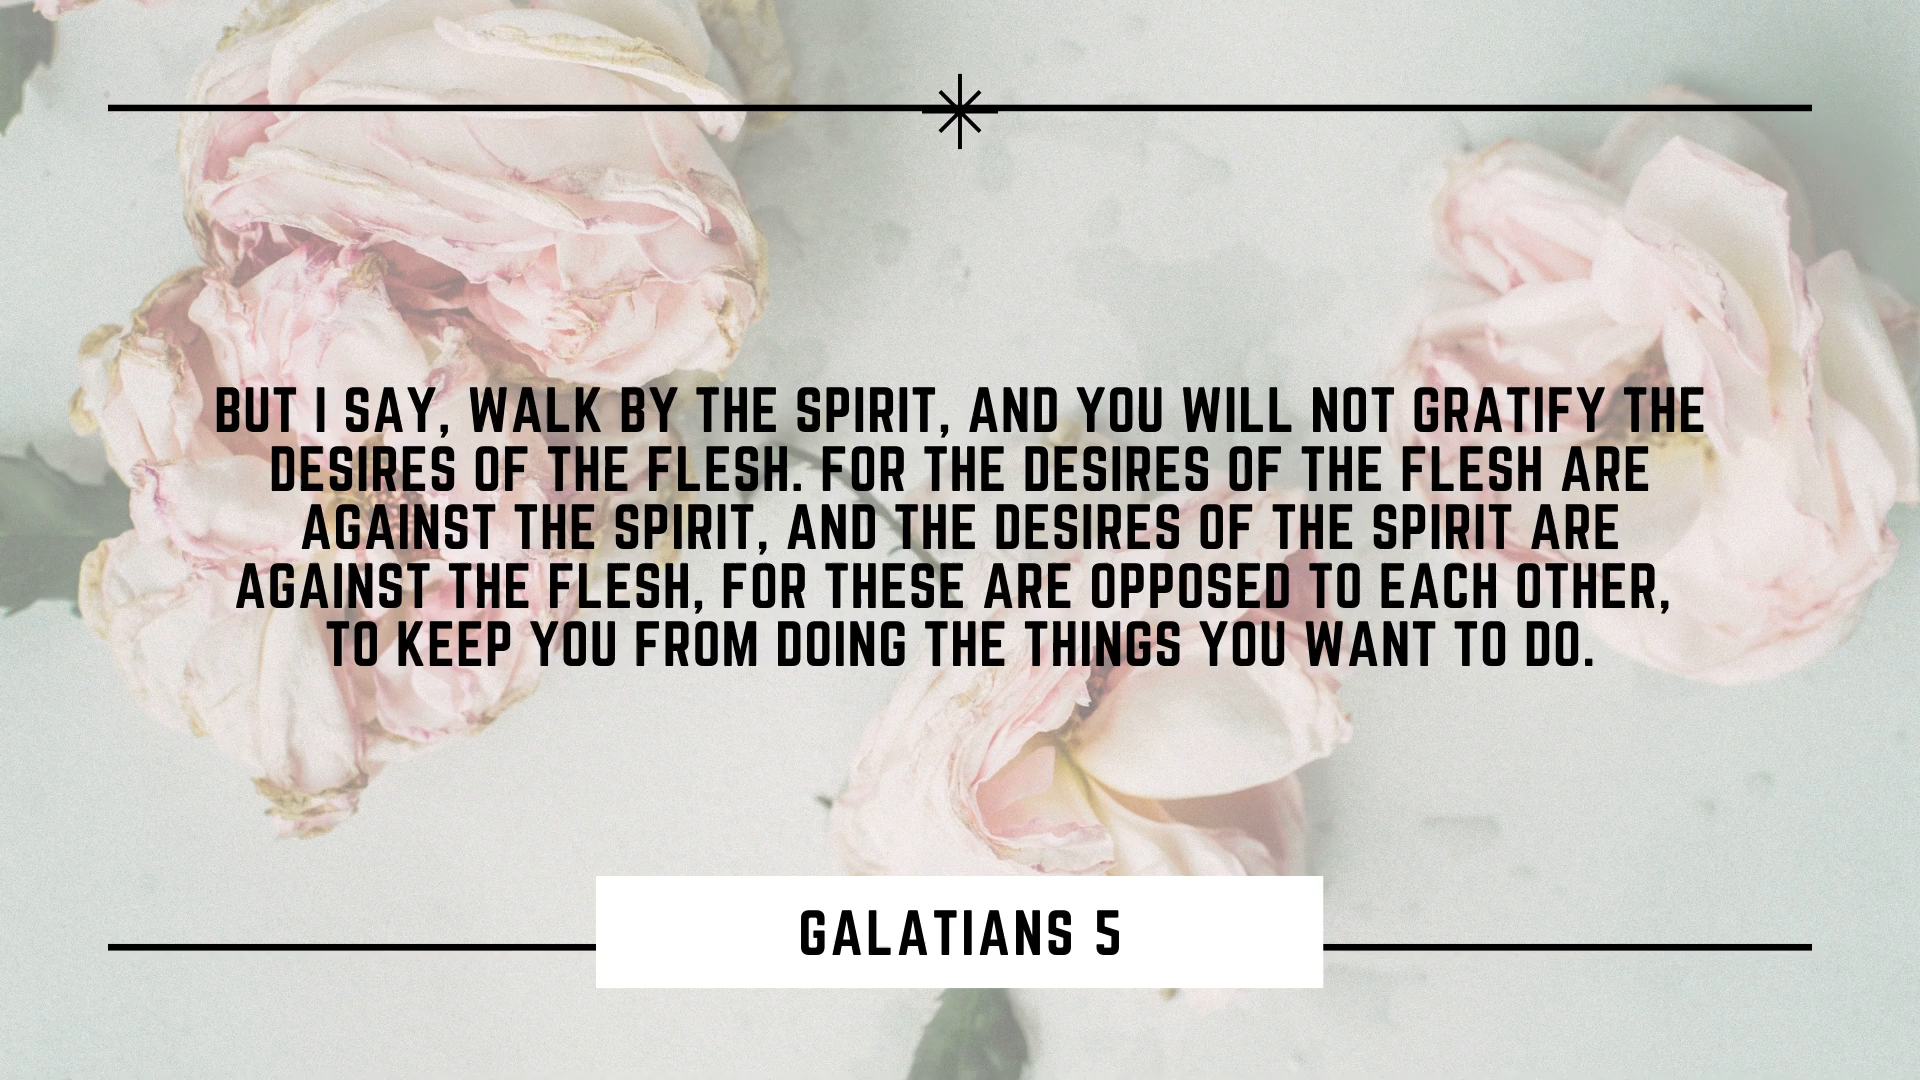 BUT I SAY, WALK BY THE SPIRIT, AND YOU WILL NOT GRATIFY THE
DESIRES OF THE FLESH. FOR THE DESIRES OF THE FLESH ARE
AGAINST THE SPIRIT, AND THE DESIRES OF THE SPIRIT ARE
AGAINST THE FLESH, FOR THESE ARE OPPOSED TO EACH OTHER,
TO KEEP YOU FROM DOING THE THINGS YOU WANT TO DO.
GALATIANS 5